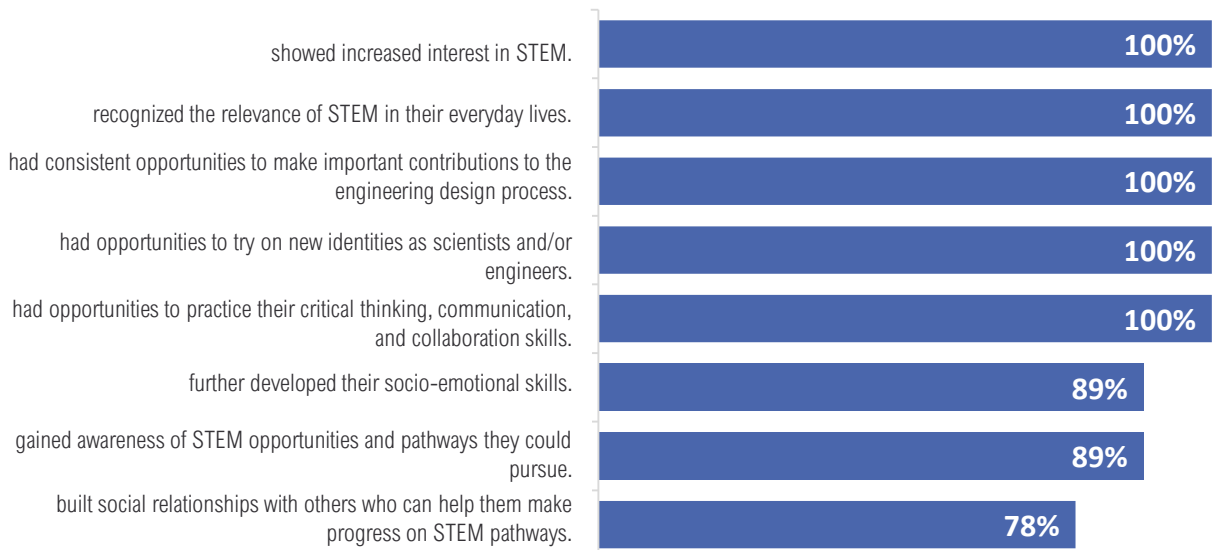 showed increased interest in STEM.
100%
recognized the relevance of STEM in their everyday lives.
100%
had consistent opportunities to make important contributions to the
engineering design process.
100%
had opportunities to try on new identities as scientists and/or
engineers.
100%
had opportunities to practice their critical thinking, communication,
and collaboration skills.
100%
further developed their socio-emotional skills.
89%
gained awareness of STEM opportunities and pathways they could
pursue.
89%
built social relationships with others who can help them make
progress on STEM pathways.
78%